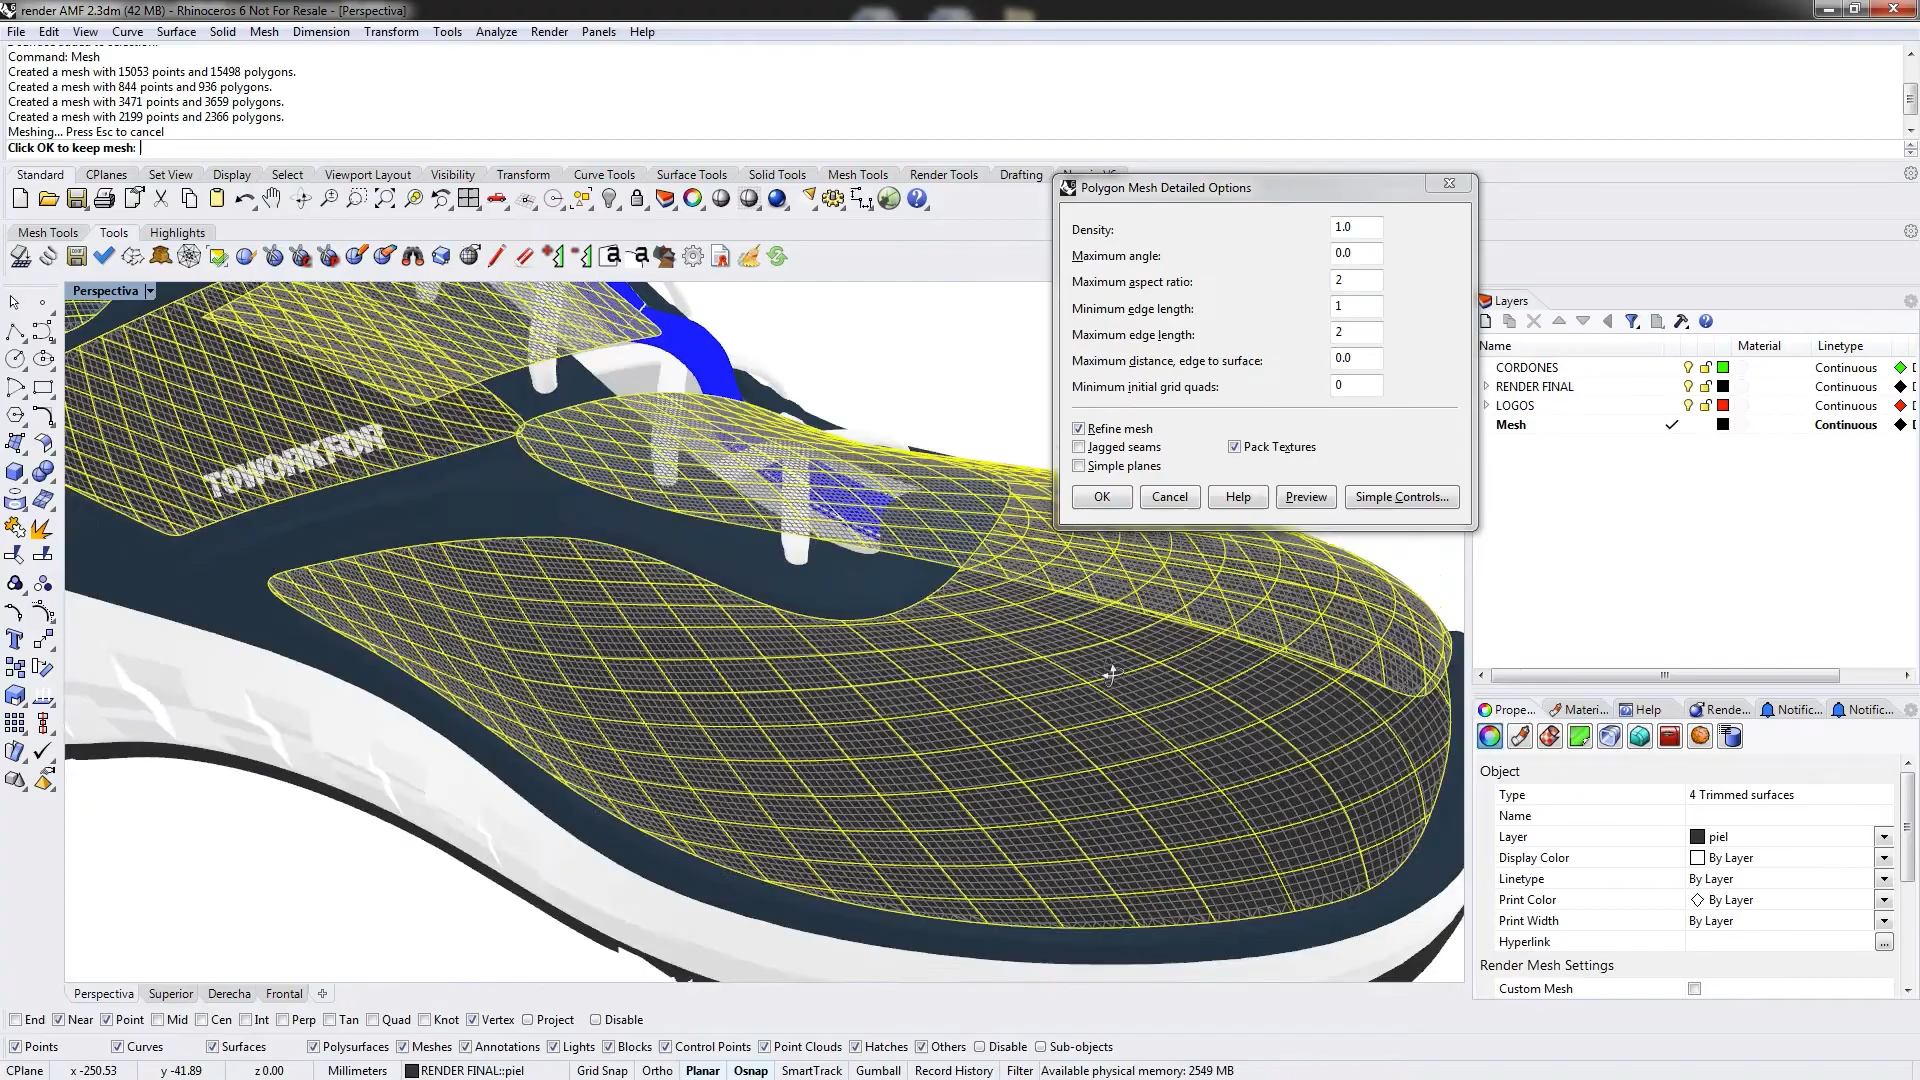 render AMF 2.3dm (42 MB) - Rhinoceros 6 Not For Resale - [Perspectiva]
File Edit View Curve Surface Solid Mesh Dimension Transform Tools Analyze Render Panels Help
Command: Mesh
Created a mesh with 15053 points and 15498 polygons.
Created a mesh with 844 points and 936 polygons.
Created a mesh with 3471 points and 3659 polygons.
Created a mesh with 2199 points and 2366 polygons.
Meshing... Press Esc to cancel
Click OK to keep mesh:
Standard CPlanes Set View Display Select Viewport Layout Visibility Transform Curve Tools Surface Tools Solid Tools Mesh Tools Render Tools Drafting
Mesh Tools Tools Highlights
Perspectiva
TOWORKFOR
Polygon Mesh Detailed Options
Density: 1.0
Maximum angle: 0.0
Maximum aspect ratio: 2
Minimum edge length: 1
Maximum edge length: 2
Maximum distance, edge to surface: 0.0
Minimum initial grid quads: 0
Refine mesh
Jagged seams Pack Textures
Simple planes
OK Cancel Help Preview Simple Controls...
Layers
Name Material Linetype
CORDONES Continuous
RENDER FINAL Continuous
LOGOS Continuous
Mesh Continuous
Prope... Materi... Help Rende... Notific... Notific...
Object
Type 4 Trimmed surfaces
Name
Layer piel
Display Color By Layer
Linetype By Layer
Print Color By Layer
Print Width By Layer
Hyperlink ...
Render Mesh Settings
Custom Mesh
Perspectiva Superior Derecha Frontal
End Near Point Mid Cen Int Perp Tan Quad Knot Vertex Project Disable
Points Curves Surfaces Polysurfaces Meshes Annotations Lights Blocks Control Points Point Clouds Hatches Others Disable Sub-objects
CPlane x -250.53 y -41.89 z 0.00 Millimeters RENDER FINAL::piel Grid Snap Ortho Planar Osnap SmartTrack Gumball Record History Filter Available physical memory: 2549 MB